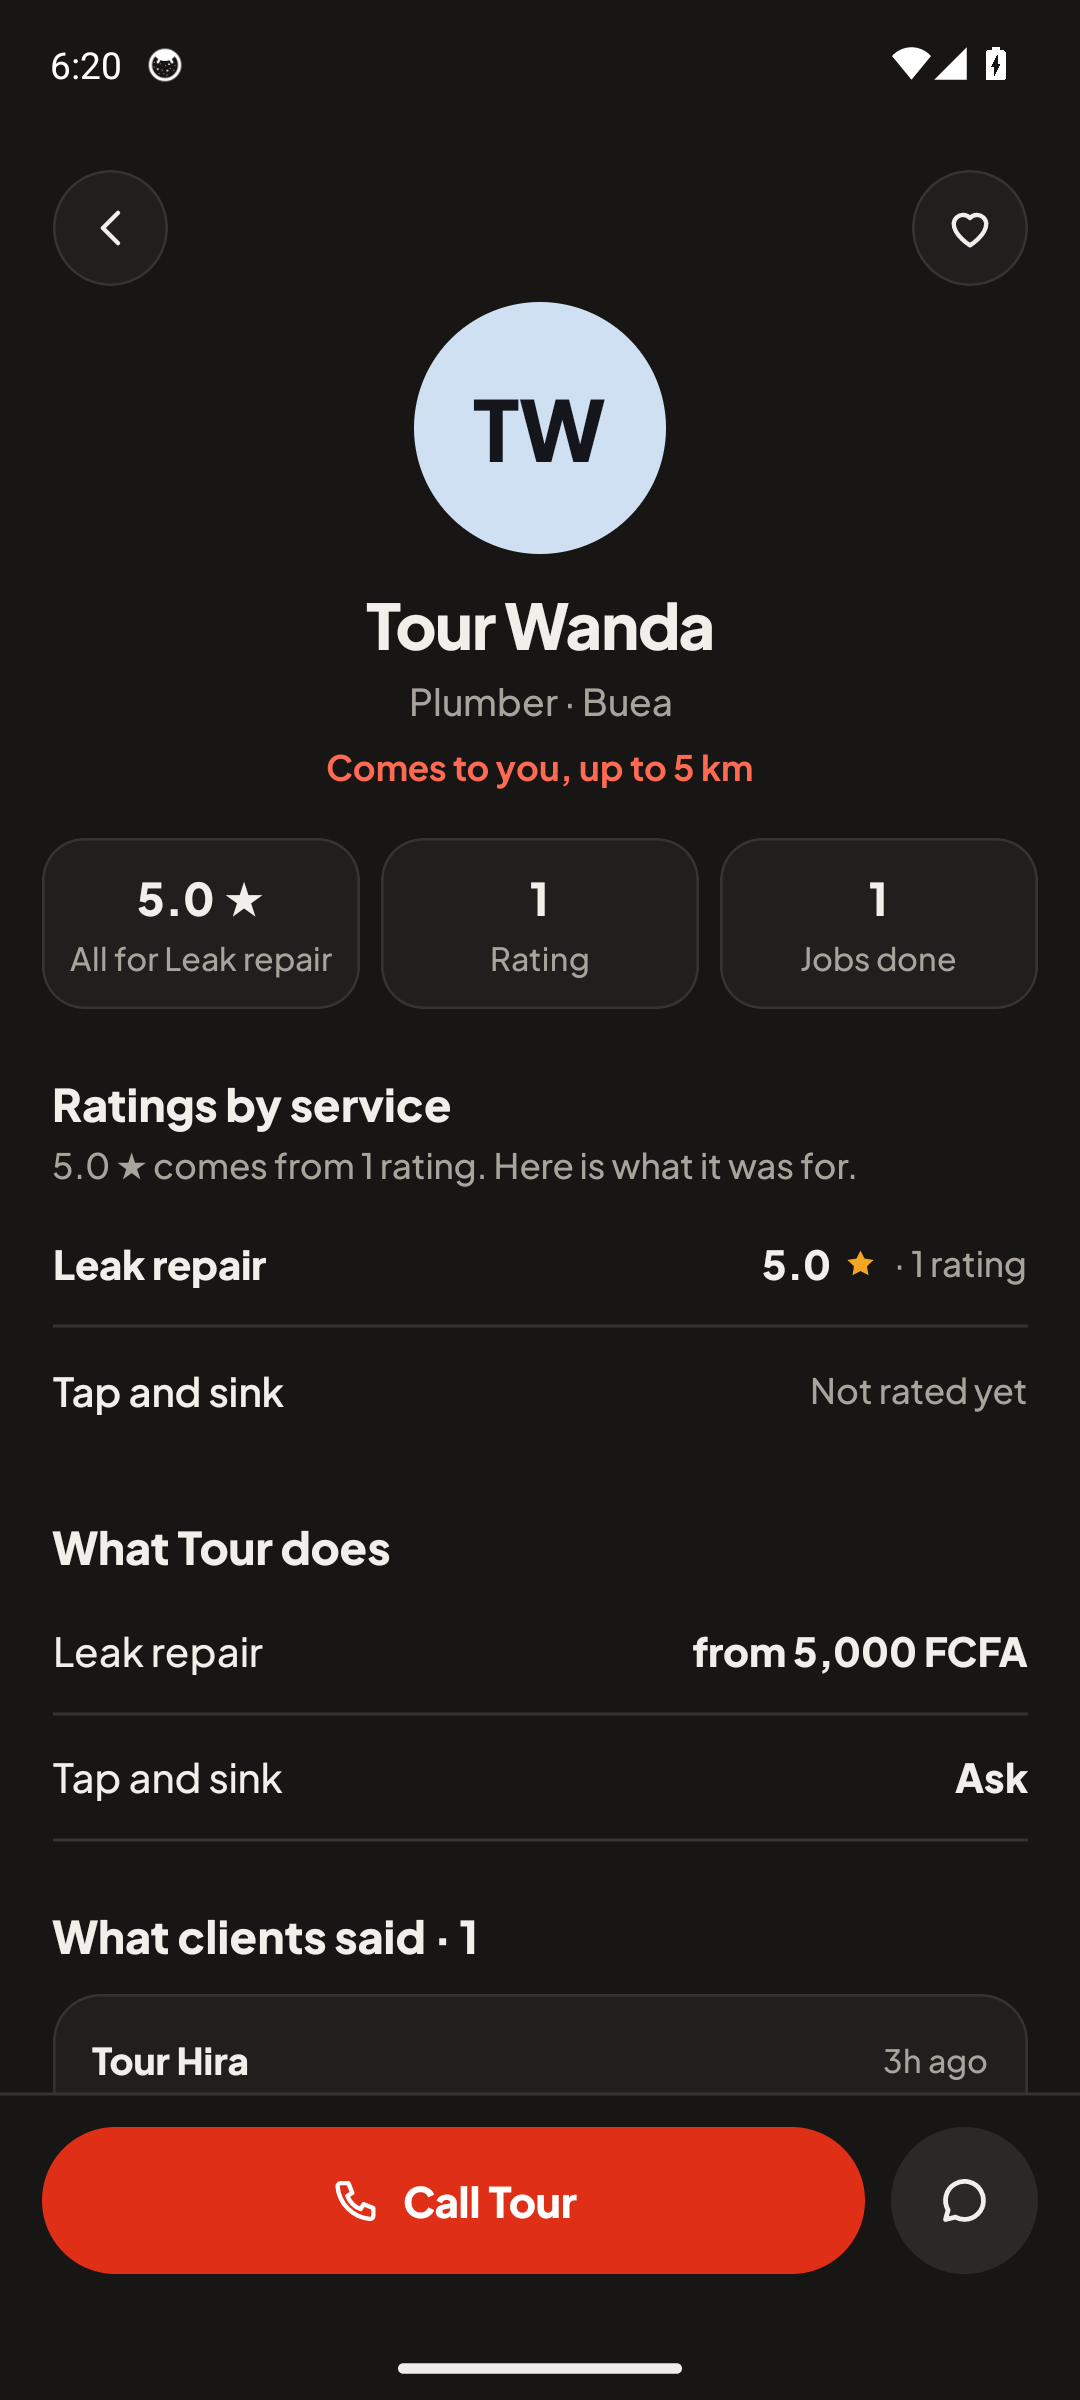 6:20
TW
Tour Wanda
Plumber · Buea
Comes to you, up to 5 km
5.0 ★
All for Leak repair
1
Rating
1
Jobs done
Ratings by service
5.0 ★ comes from 1 rating. Here is what it was for.
Leak repair 5.0 ★ · 1 rating
Tap and sink Not rated yet
What Tour does
Leak repair from 5,000 FCFA
Tap and sink Ask
What clients said · 1
Tour Hira 3h ago
Call Tour